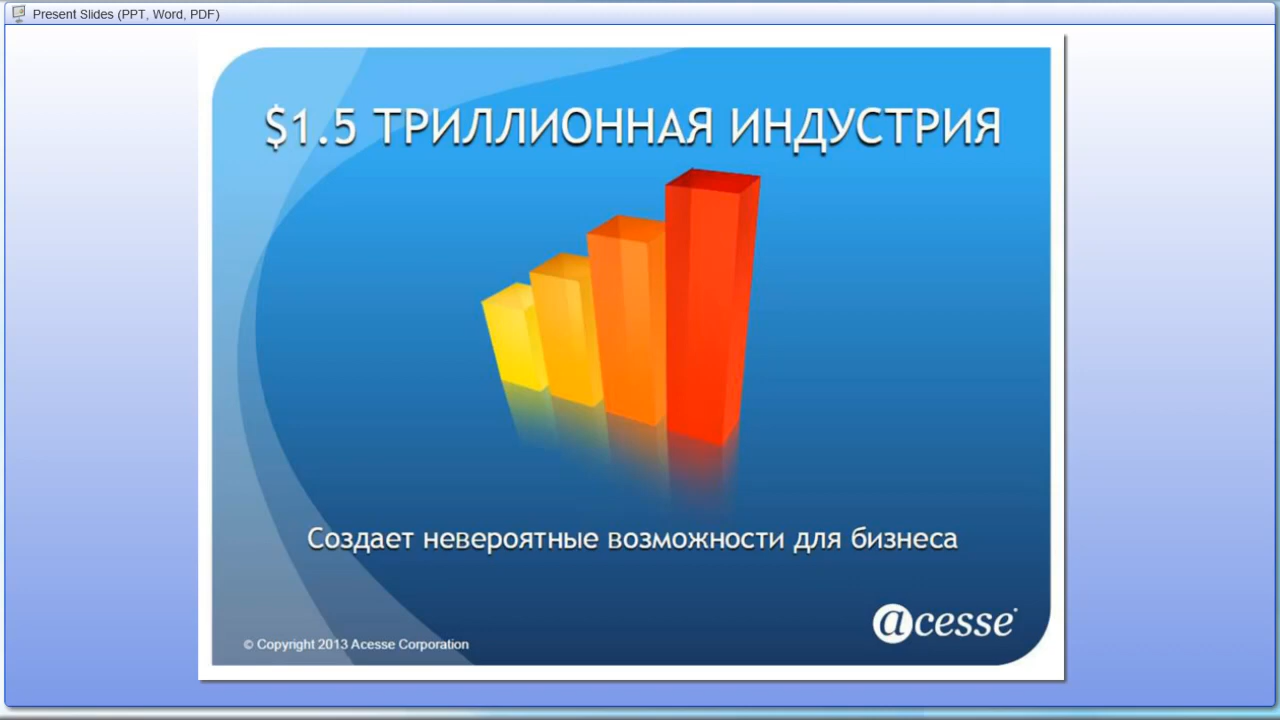 Present Slides (PPT, Word, PDF)
$1.5 ТРИЛЛИОННАЯ ИНДУСТРИЯ
Создает невероятные возможности для бизнеса
acesse
© Copyright 2013 Acesse Corporation